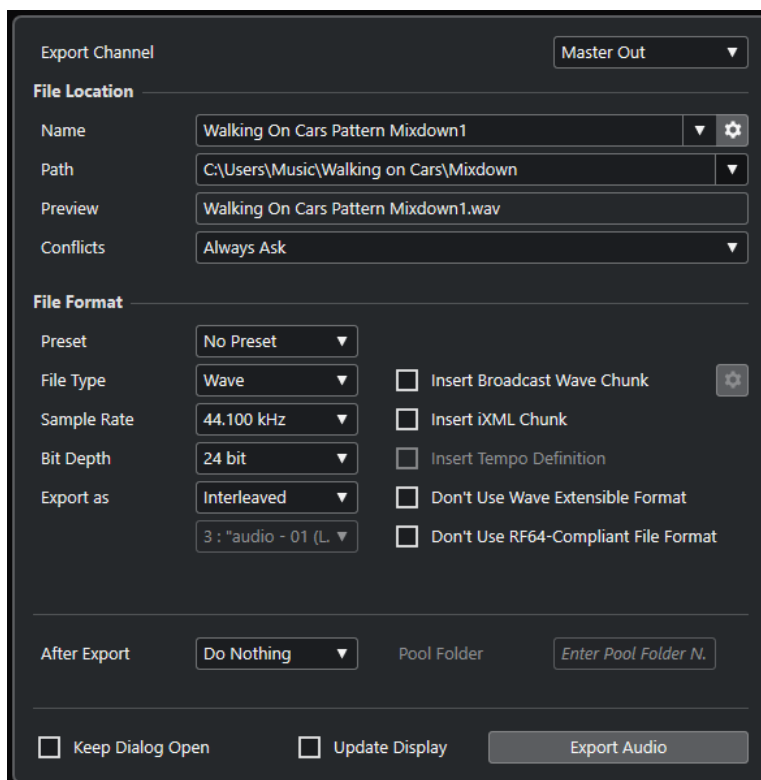 Export Channel Master Out
File Location
Name Walking On Cars Pattern Mixdown1
Path C:\Users\Music\Walking on Cars\Mixdown
Preview Walking On Cars Pattern Mixdown1.wav
Conflicts Always Ask
File Format
Preset No Preset
File Type Wave Insert Broadcast Wave Chunk
Sample Rate 44.100 kHz Insert iXML Chunk
Bit Depth 24 bit Insert Tempo Definition
Export as Interleaved Don't Use Wave Extensible Format
3 : "audio - 01 (L. Don't Use RF64-Compliant File Format
After Export Do Nothing Pool Folder Enter Pool Folder N.
Keep Dialog Open Update Display Export Audio